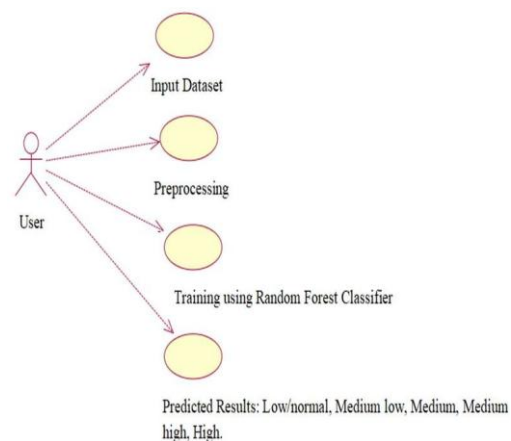 Input Dataset
Preprocessing
User
Training using Random Forest Classifier
Predicted Results: Low/normal, Medium low, Medium, Medium
high, High.